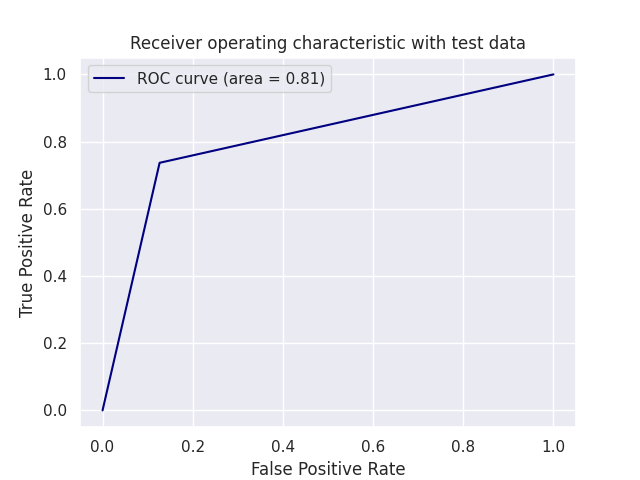 Receiver operating characteristic with test data
ROC curve (area = 0.81)
True Positive Rate
1.0
0.8
0.6
0.4
0.2
0.0
0.0 0.2 0.4 0.6 0.8 1.0
False Positive Rate